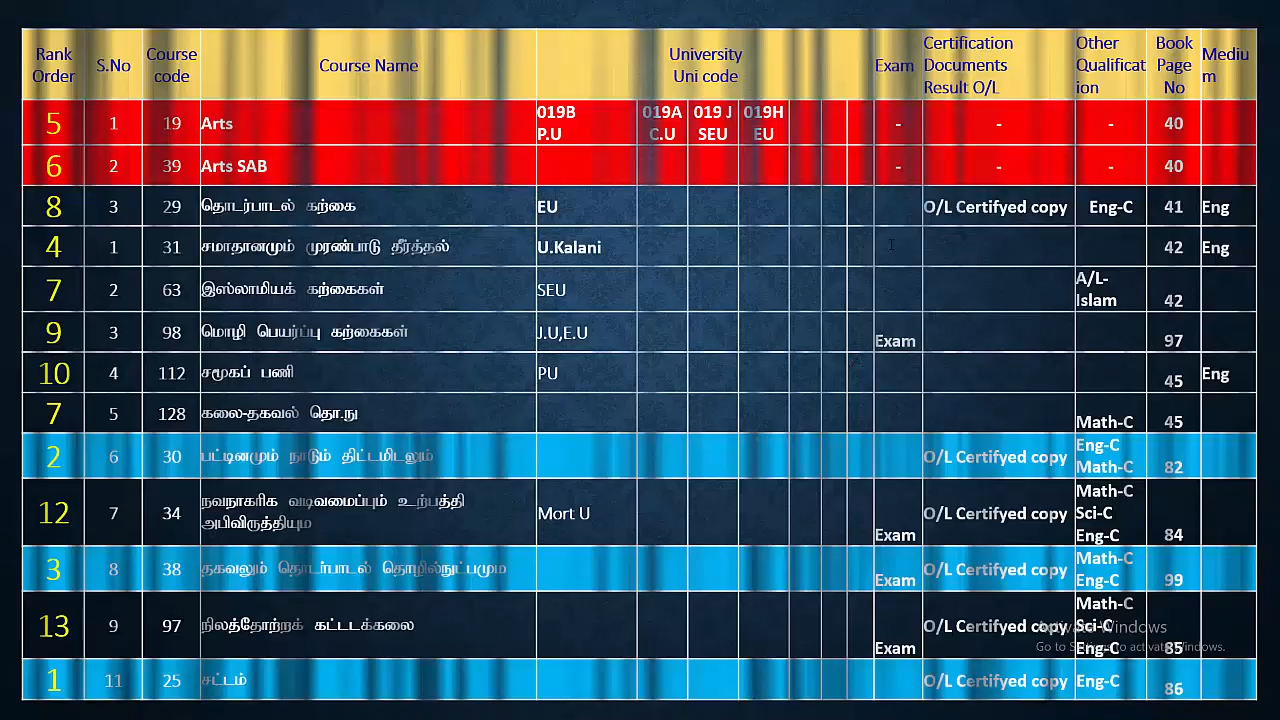 Rank Order S.No Course code Course Name University Uni code Exam Certification Documents Result O/L Other Qualificat ion Book Page No Mediu m
5 1 19 Arts 019B P.U 019A C.U 019 J SEU 019H EU - - - 40
6 2 39 Arts SAB - - - 40
8 3 29 தொடர்பாடல் கற்கை EU O/L Certifyed copy Eng-C 41 Eng
4 1 31 சமாதானமும் முரண்பாடு தீர்த்தல் U.Kalani 42 Eng
7 2 63 இஸ்லாமியக் கற்கைகள் SEU A/L- Islam 42
9 3 98 மொழி பெயர்ப்பு கற்கைகள் J.U,E.U Exam 97
10 4 112 சமூகப் பணி PU 45 Eng
7 5 128 கலை-தகவல் தொ.நு Math-C 45
2 6 30 பட்டினமும் நாடும் திட்டமிடலும் O/L Certifyed copy Eng-C Math-C 82
12 7 34 நவநாகரிக வடிவமைப்பும் உற்பத்தி அபிவிருத்தியும Mort U Exam O/L Certifyed copy Math-C Sci-C Eng-C 84
3 8 38 தகவலும் தொடர்பாடல் தொழில்நுட்பமும Exam O/L Certifyed copy Math-C Eng-C 99
13 9 97 நிலத்தோற்றக் கட்டடக்கலை Exam O/L Certifyed copy Math-C Sci-C Eng-C 85
1 11 25 சட்டம் O/L Certifyed copy Eng-C 86
Activate Windows
Go to Settings to activate Windows.